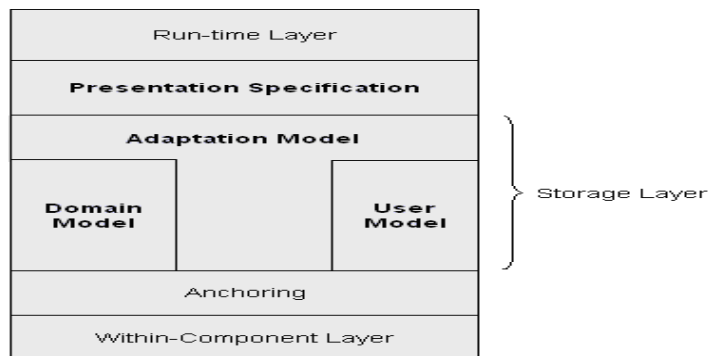 Run-time Layer
Presentation Specification
Adaptation Model
Domain
Model
User
Model
Storage Layer
Anchoring
Within-Component Layer